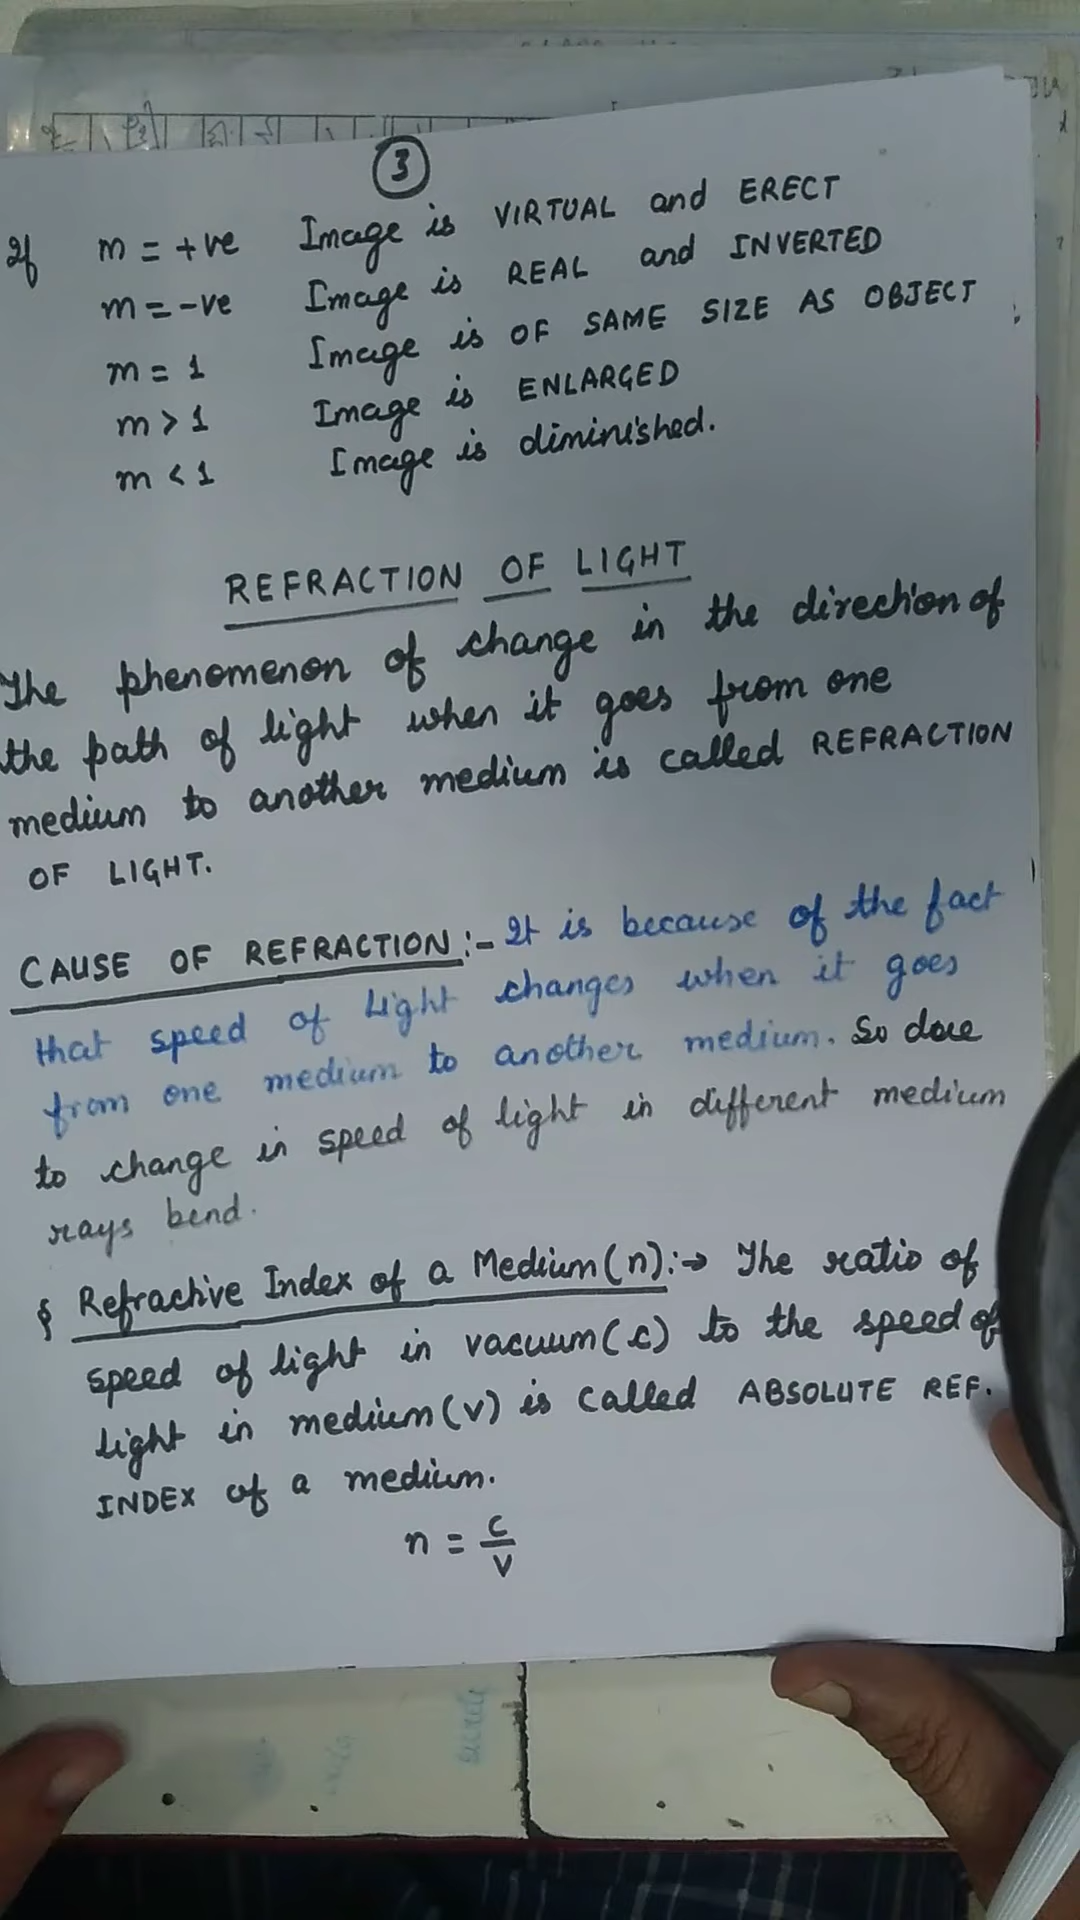 3
If m = +ve Image is VIRTUAL and ERECT
m = -ve Image is REAL and INVERTED
m = 1 Image is OF SAME SIZE AS OBJECT
m > 1 Image is ENLARGED
m < 1 Image is diminished.
REFRACTION OF LIGHT
The phenomenon of change in the direction of
the path of light when it goes from one
medium to another medium is called REFRACTION
OF LIGHT.
CAUSE OF REFRACTION :- It is because of the fact
that speed of light changes when it goes
from one medium to another medium. So due
to change in speed of light in different medium
rays bend.
§ Refractive Index of a Medium (n) :→ The ratio of
speed of light in vacuum (c) to the speed of
light in medium (v) is called ABSOLUTE REF.
INDEX of a medium.
n = c/v